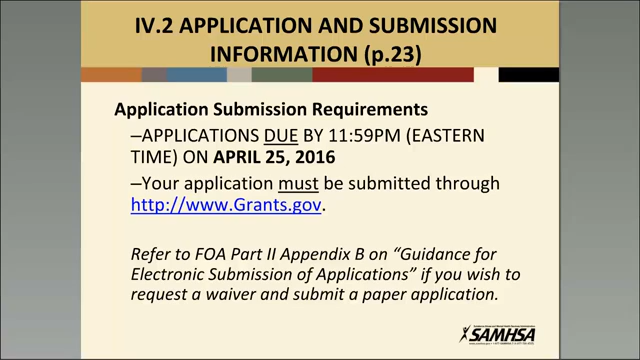 IV.2 APPLICATION AND SUBMISSION
INFORMATION (p.23)
Application Submission Requirements
–APPLICATIONS DUE BY 11:59PM (EASTERN
TIME) ON APRIL 25, 2016
–Your application must be submitted through
http://www.Grants.gov.
Refer to FOA Part II Appendix B on “Guidance for
Electronic Submission of Applications” if you wish to
request a waiver and submit a paper application.
SAMHSA